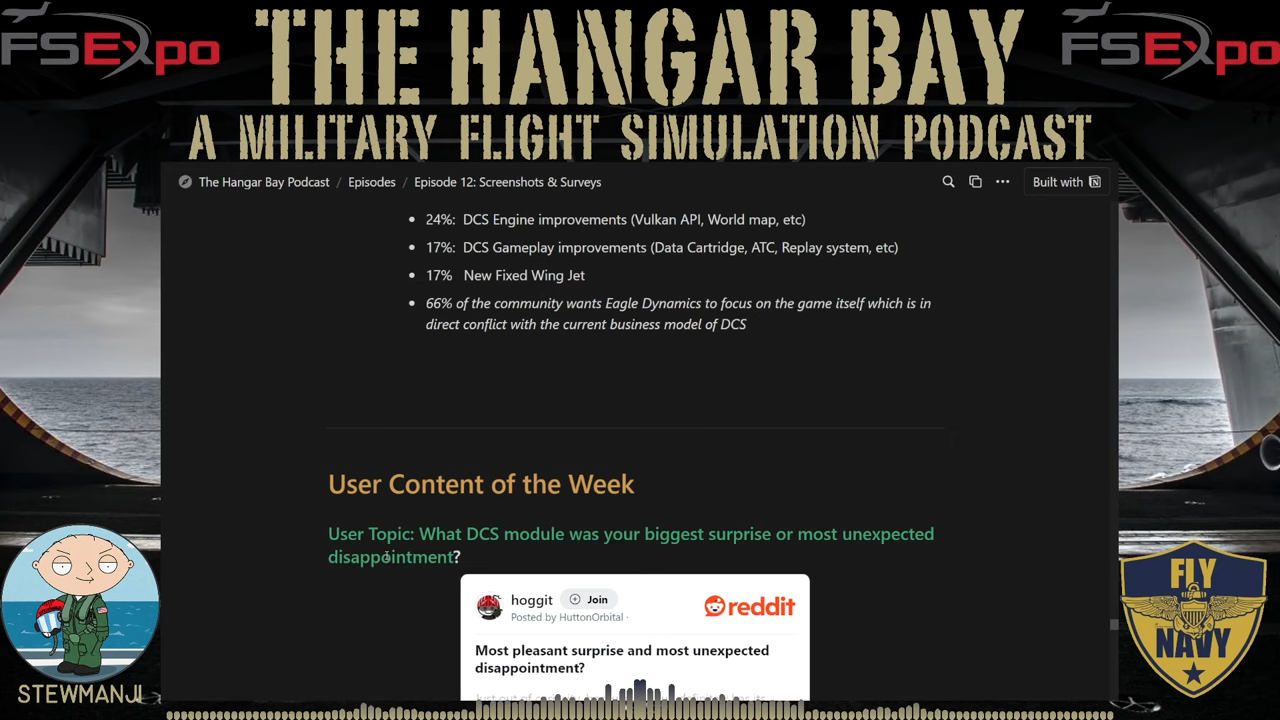 FSExpo
THE HANGAR BAY
FSExpo
A MILITARY FLIGHT SIMULATION PODCAST
The Hangar Bay Podcast / Episodes / Episode 12: Screenshots & Surveys
Built with
24%: DCS Engine improvements (Vulkan API, World map, etc)
17%: DCS Gameplay improvements (Data Cartridge, ATC, Replay system, etc)
17% New Fixed Wing Jet
66% of the community wants Eagle Dynamics to focus on the game itself which is in
direct conflict with the current business model of DCS
User Content of the Week
User Topic: What DCS module was your biggest surprise or most unexpected
disappointment?
hoggit Join
Posted by HuttonOrbital ·
reddit
Most pleasant surprise and most unexpected
disappointment?
STEWMANJI
FLY
NAVY